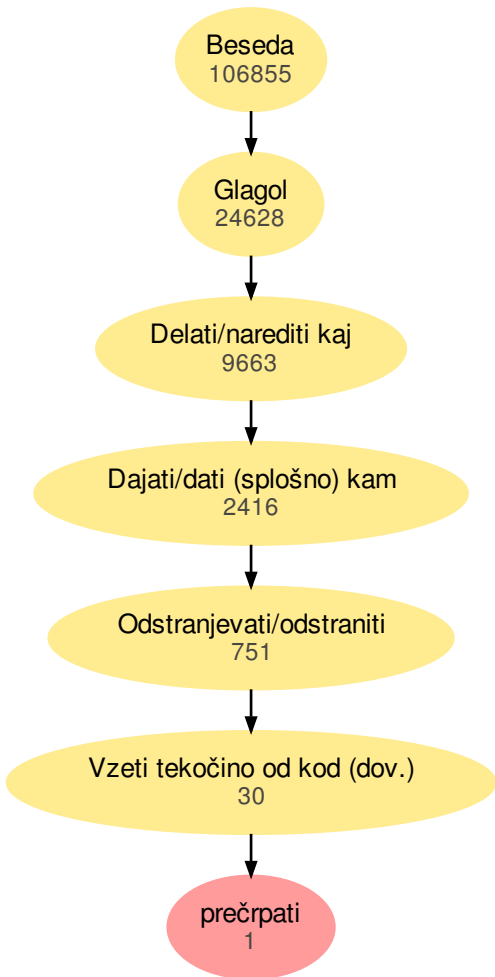 Beseda
106855
Glagol
24628
Delati/narediti kaj
9663
Dajati/dati (splošno) kam
2416
Odstranjevati/odstraniti
751
Vzeti tekočino od kod (dov.)
30
prečrpati
1